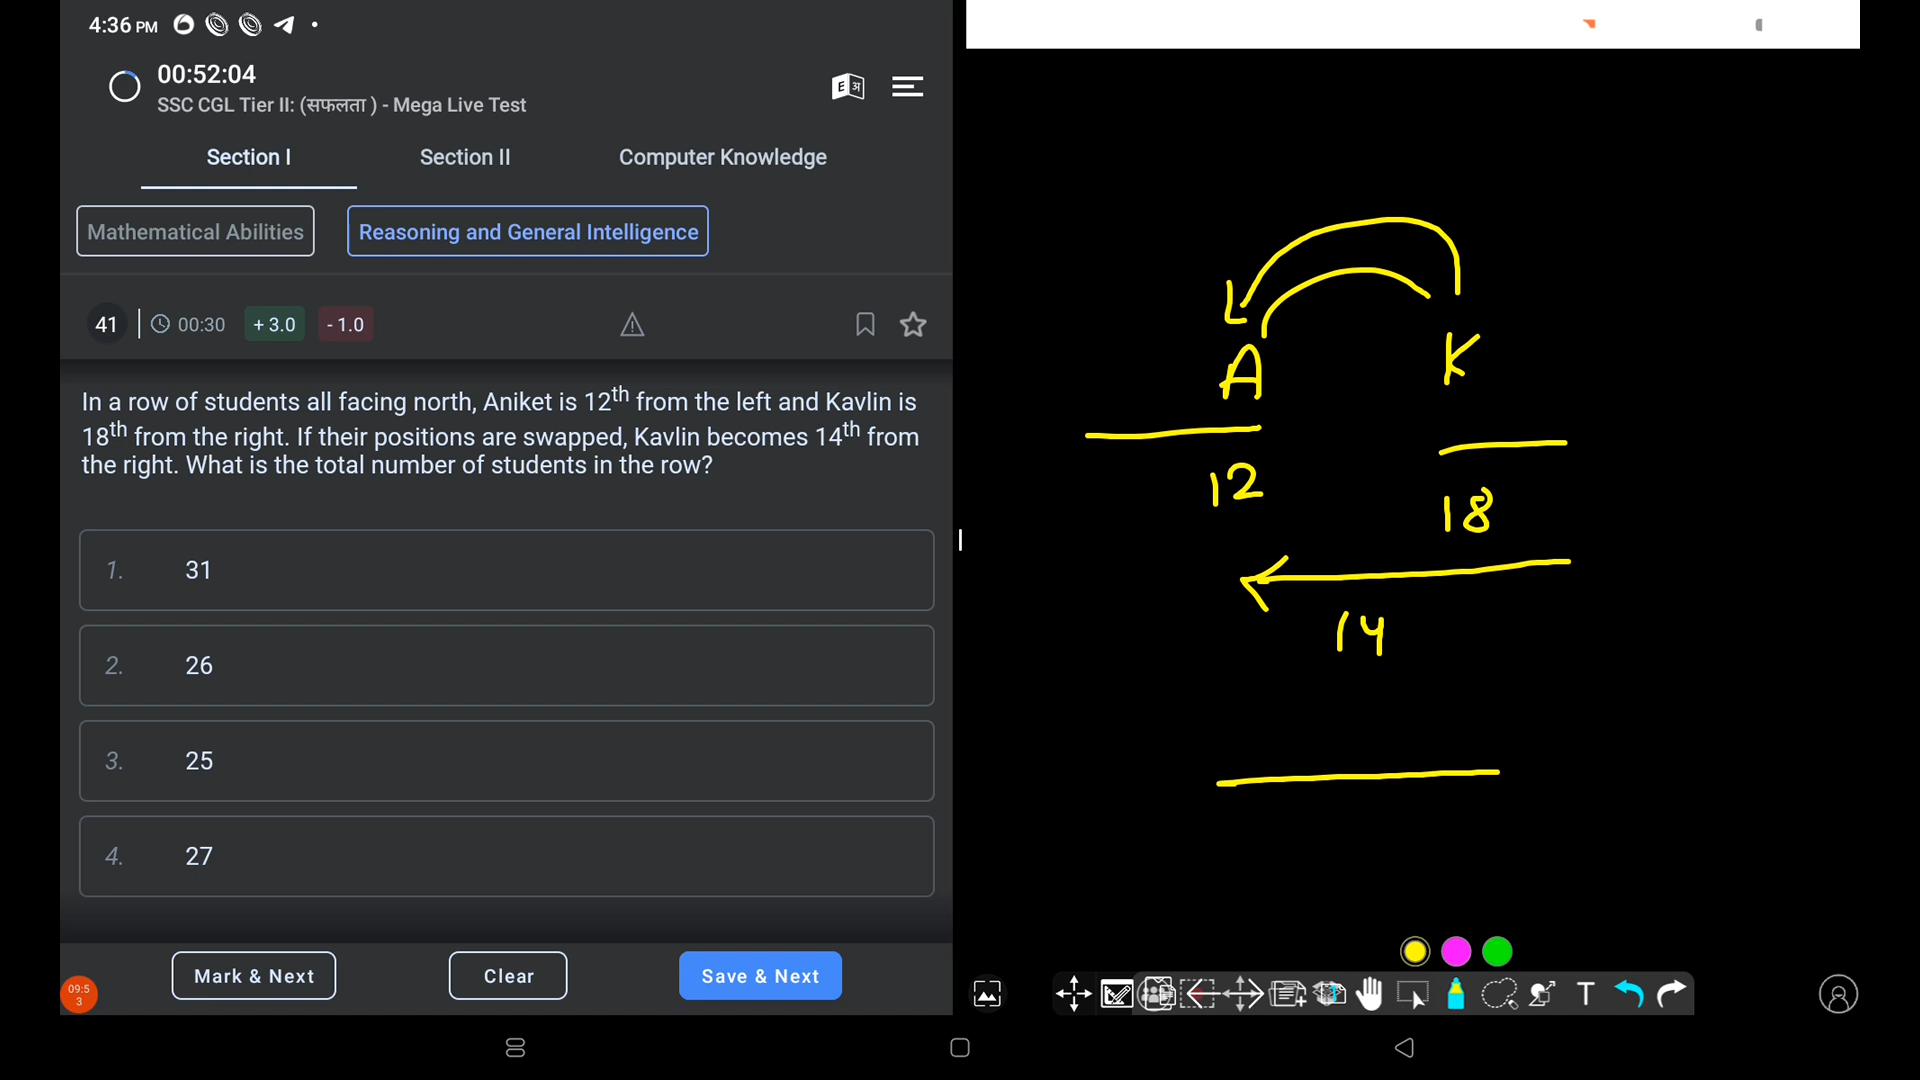 4:36 PM
00:52:04
SSC CGL Tier II: (सफलता ) - Mega Live Test
E अ
Section I Section II Computer Knowledge
Mathematical Abilities Reasoning and General Intelligence
41 00:30 + 3.0 - 1.0
In a row of students all facing north, Aniket is 12th from the left and Kavlin is
18th from the right. If their positions are swapped, Kavlin becomes 14th from
the right. What is the total number of students in the row?
1. 31
2. 26
3. 25
4. 27
Mark & Next Clear Save & Next
09:5
3
A K
12 18
14
T